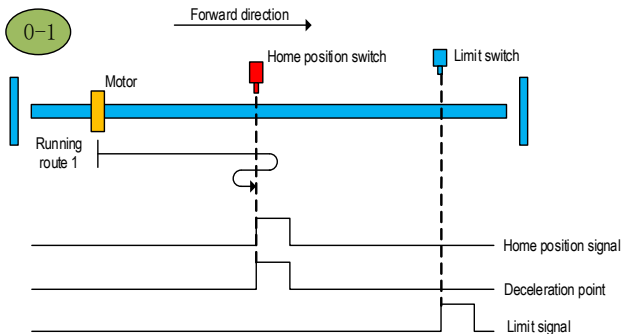 0-1
Forward direction
Home position switch
Limit switch
Motor
Running
route 1
Home position signal
Deceleration point
Limit signal